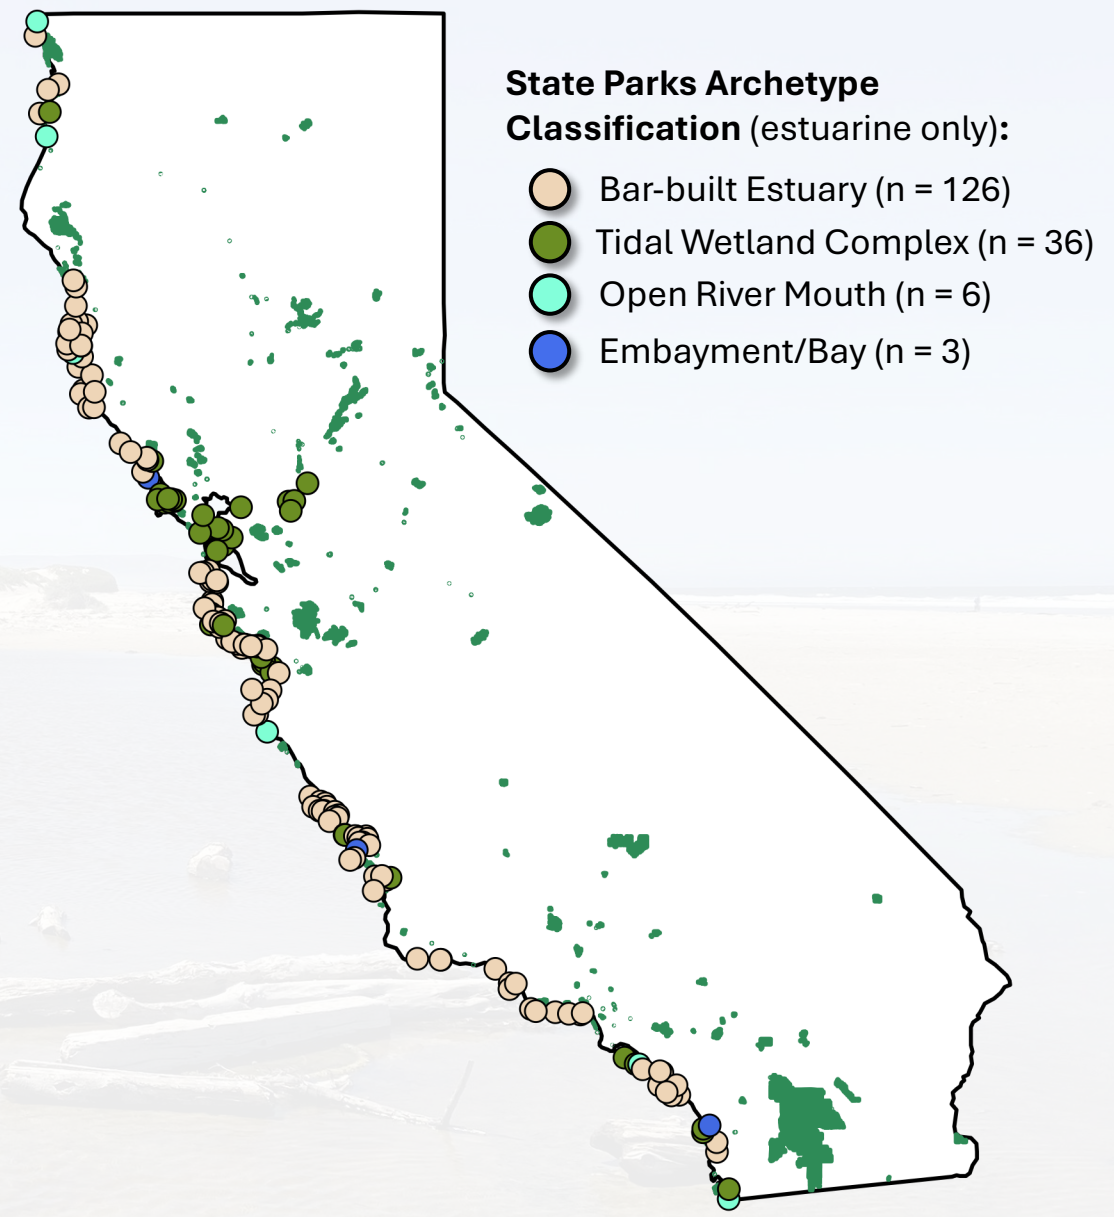 State Parks Archetype
Classification (estuarine only):
Bar-built Estuary (n = 126)
Tidal Wetland Complex (n = 36)
Open River Mouth (n = 6)
Embayment/Bay (n = 3)